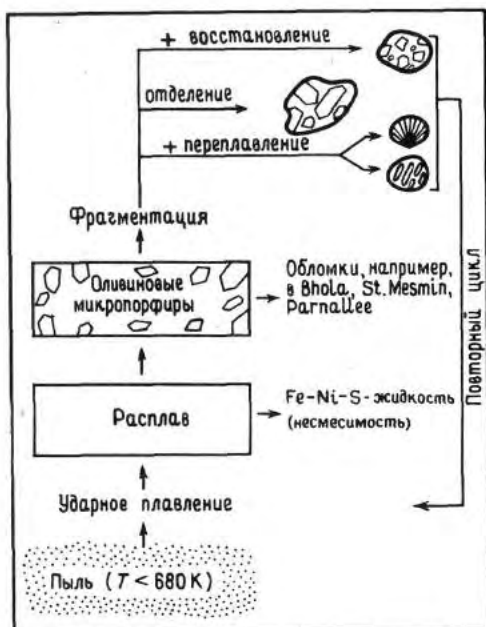 + восстановление
отделение
+ переплавление
Фрагментация
Оливиновые
микропорфиры
Обломки, например,
в Bhola, St. Mesmin,
Parnallee
Расплав
Fe-Ni-S-жидкость
(несмесимость)
Ударное плавление
Пыль (T < 680 K)
Повторный цикл